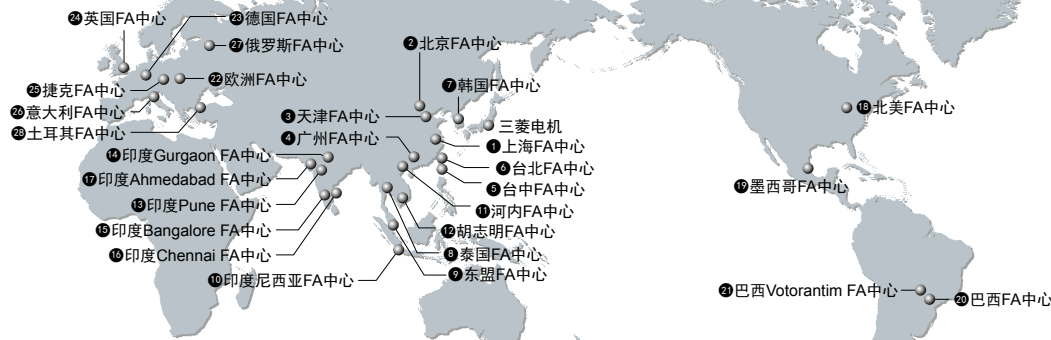 ㉔英国FA中心
㉓德国FA中心
㉗俄罗斯FA中心
㉒欧洲FA中心
㉕捷克FA中心
㉖意大利FA中心
㉘土耳其FA中心
❷北京FA中心
❼韩国FA中心
❸天津FA中心
三菱电机
❹广州FA中心
❶上海FA中心
⓮印度Gurgaon FA中心
❻台北FA中心
⓱印度Ahmedabad FA中心
❺台中FA中心
⓭印度Pune FA中心
⓫河内FA中心
⓯印度Bangalore FA中心
⓬胡志明FA中心
⓰印度Chennai FA中心
❽泰国FA中心
❿印度尼西亚FA中心
❾东盟FA中心
⓲北美FA中心
⓳墨西哥FA中心
㉑巴西Votorantim FA中心
⓴巴西FA中心